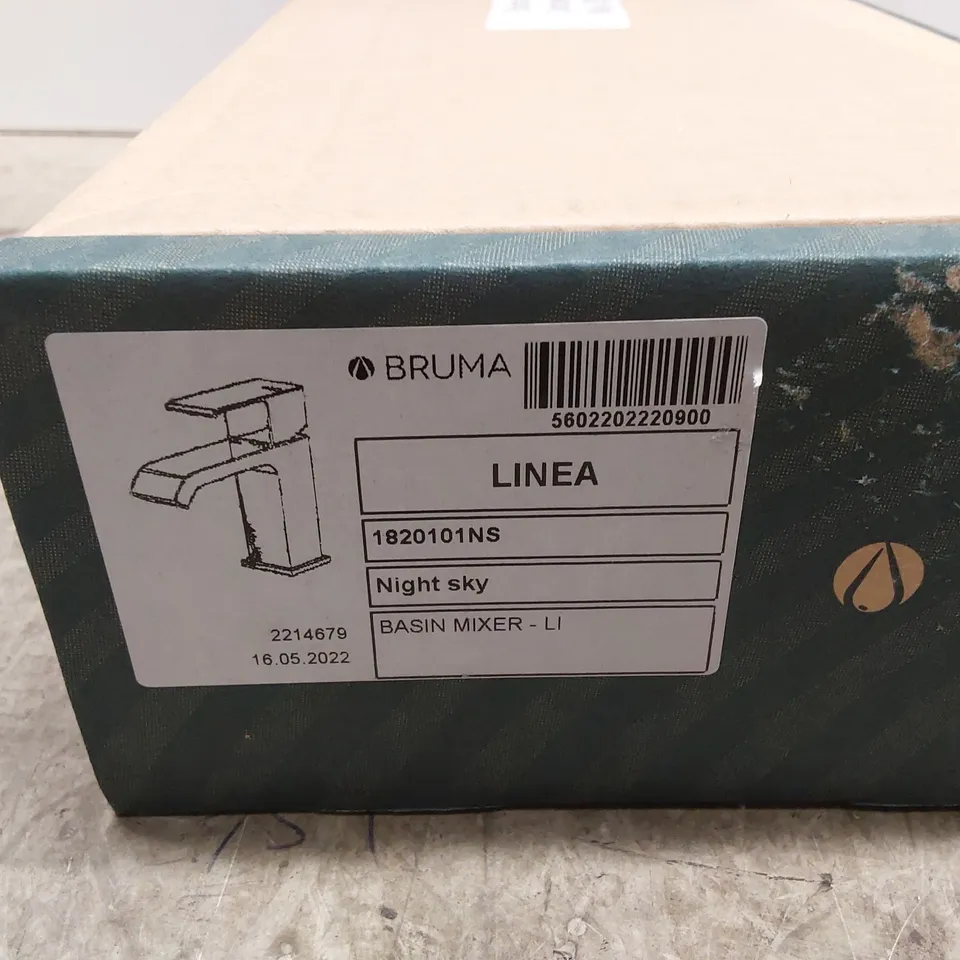 BRUMA
5602202220900
LINEA
1820101NS
Night sky
BASIN MIXER - LI
2214679
16.05.2022